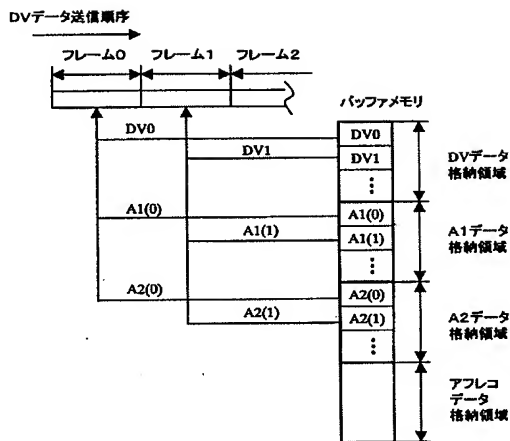 DVデータ送信順序
フレーム0 フレーム1 フレーム2
バッファメモリ
DV0 DV0
DV1 DV1
DVデータ
格納領域
A1(0) A1(0)
A1(1) A1(1)
A1データ
格納領域
A2(0) A2(0)
A2(1) A2(1)
A2データ
格納領域
アフレコ
データ
格納領域